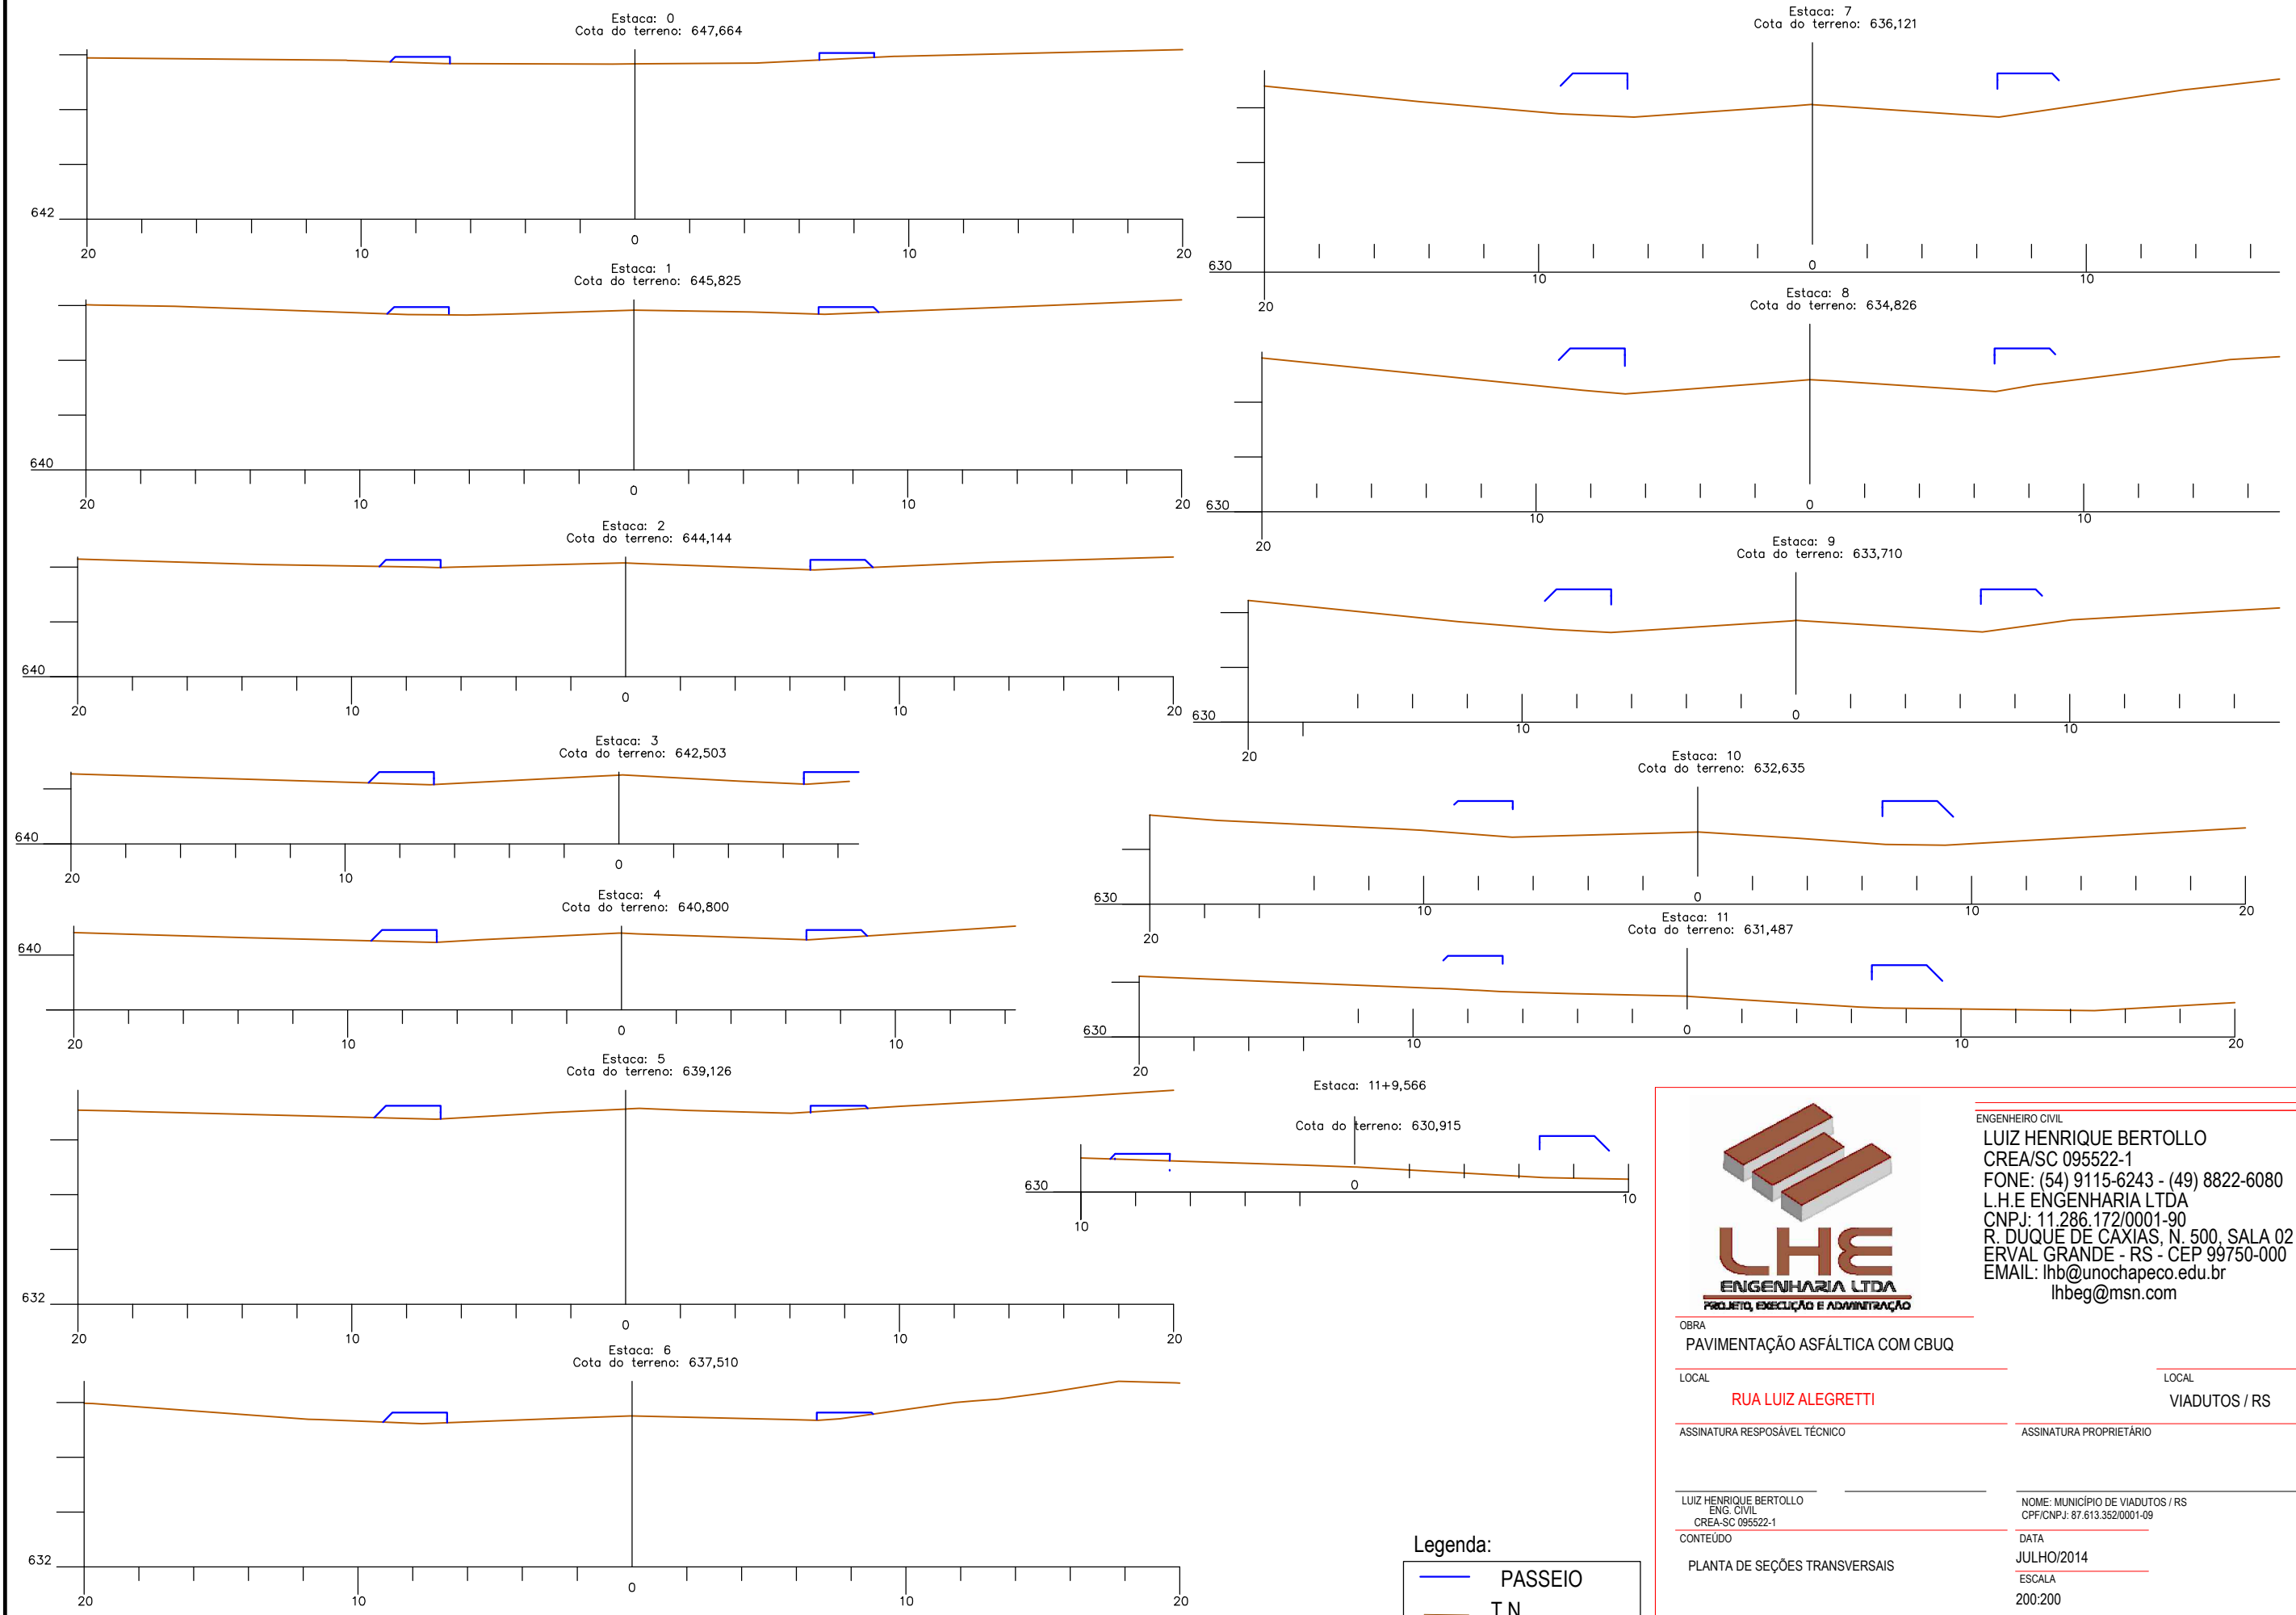 Estaca: 0
Cota do terreno: 647,664
642
20
10
0
10
20
Estaca: 1
Cota do terreno: 645,825
640
20
10
0
10
20
Estaca: 2
Cota do terreno: 644,144
640
20
10
0
10
20
Estaca: 3
Cota do terreno: 642,503
640
20
10
0
Estaca: 4
Cota do terreno: 640,800
640
20
10
0
10
Estaca: 5
Cota do terreno: 639,126
632
20
10
0
10
20
Estaca: 6
Cota do terreno: 637,510
632
20
10
0
10
20
Estaca: 7
Cota do terreno: 636,121
630
20
10
0
10
Estaca: 8
Cota do terreno: 634,826
630
20
10
0
10
Estaca: 9
Cota do terreno: 633,710
630
20
10
0
10
Estaca: 10
Cota do terreno: 632,635
630
20
10
0
10
20
Estaca: 11
Cota do terreno: 631,487
630
20
10
0
10
20
Estaca: 11+9,566
Cota do terreno: 630,915
630
10
0
10
Legenda:
PASSEIO
T.N
LHE
ENGENHARIA LTDA
PROJETO, EXECUÇÃO E ADMINITRAÇÃO
ENGENHEIRO CIVIL
LUIZ HENRIQUE BERTOLLO
CREA/SC 095522-1
FONE: (54) 9115-6243 - (49) 8822-6080
L.H.E ENGENHARIA LTDA
CNPJ: 11.286.172/0001-90
R. DUQUE DE CAXIAS, N. 500, SALA 02
ERVAL GRANDE - RS - CEP 99750-000
EMAIL: lhb@unochapeco.edu.br
lhbeg@msn.com
OBRA
PAVIMENTAÇÃO ASFÁLTICA COM CBUQ
LOCAL
RUA LUIZ ALEGRETTI
LOCAL
VIADUTOS / RS
ASSINATURA RESPOSÁVEL TÉCNICO
ASSINATURA PROPRIETÁRIO
LUIZ HENRIQUE BERTOLLO
ENG. CIVIL
CREA-SC 095522-1
NOME: MUNICÍPIO DE VIADUTOS / RS
CPF/CNPJ: 87.613.352/0001-09
CONTEÚDO
PLANTA DE SEÇÕES TRANSVERSAIS
DATA
JULHO/2014
ESCALA
200:200